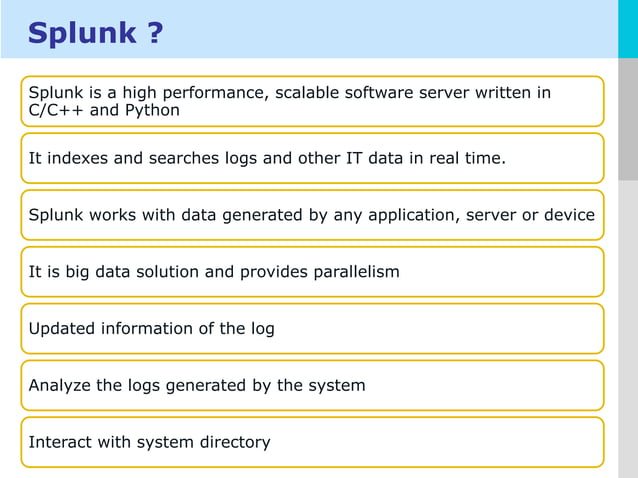 Splunk ?
Splunk is a high performance, scalable software server written in
C/C++ and Python
It indexes and searches logs and other IT data in real time.
Splunk works with data generated by any application, server or device
It is big data solution and provides parallelism
Updated information of the log
Analyze the logs generated by the system
Interact with system directory